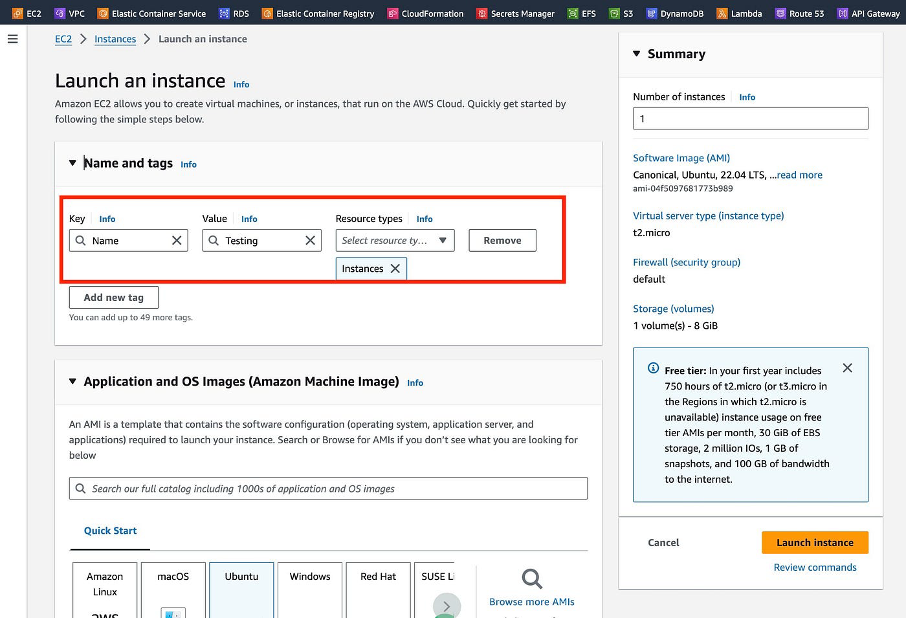 EC2 VPC Elastic Container Service RDS Elastic Container Registry CloudFormation Secrets Manager EFS S3 DynamoDB Lambda Route 53 API Gateway
EC2 > Instances > Launch an instance
Launch an instance Info
Amazon EC2 allows you to create virtual machines, or instances, that run on the AWS Cloud. Quickly get started by
following the simple steps below.
Name and tags Info
Key Info Value Info Resource types Info
Name Testing Select resource ty... Remove
Instances
Add new tag
You can add up to 49 more tags.
Application and OS Images (Amazon Machine Image) Info
An AMI is a template that contains the software configuration (operating system, application server, and
applications) required to launch your instance. Search or Browse for AMIs if you don't see what you are looking for
below
Search our full catalog including 1000s of application and OS images
Quick Start
Amazon
Linux
aws
macOS
Ubuntu
Windows
Red Hat
SUSE Li
Browse more AMIs
Summary
Number of instances Info
1
Software Image (AMI)
Canonical, Ubuntu, 22.04 LTS, ...read more
ami-04f5097681773b989
Virtual server type (instance type)
t2.micro
Firewall (security group)
default
Storage (volumes)
1 volume(s) - 8 GiB
Free tier: In your first year includes
750 hours of t2.micro (or t3.micro in
the Regions in which t2.micro is
unavailable) instance usage on free
tier AMIs per month, 30 GiB of EBS
storage, 2 million IOs, 1 GB of
snapshots, and 100 GB of bandwidth
to the internet.
Cancel Launch instance
Review commands